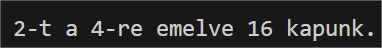 2-t a 4-re emelve 16 kapunk.